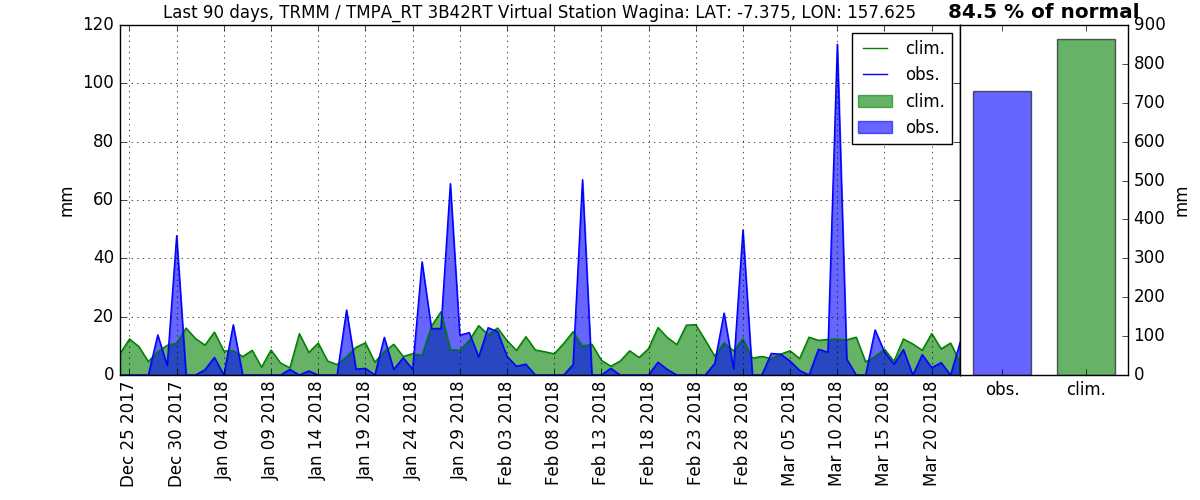 Last 90 days, TRMM / TMPA_RT 3B42RT Virtual Station Wagina: LAT: -7.375, LON: 157.625
84.5 % of normal
120
100
80
60
40
20
0
mm
clim.
obs.
clim.
obs.
900
800
700
600
500
400
300
200
100
0
mm
Dec 25 2017
Dec 30 2017
Jan 04 2018
Jan 09 2018
Jan 14 2018
Jan 19 2018
Jan 24 2018
Jan 29 2018
Feb 03 2018
Feb 08 2018
Feb 13 2018
Feb 18 2018
Feb 23 2018
Feb 28 2018
Mar 05 2018
Mar 10 2018
Mar 15 2018
Mar 20 2018
obs.
clim.